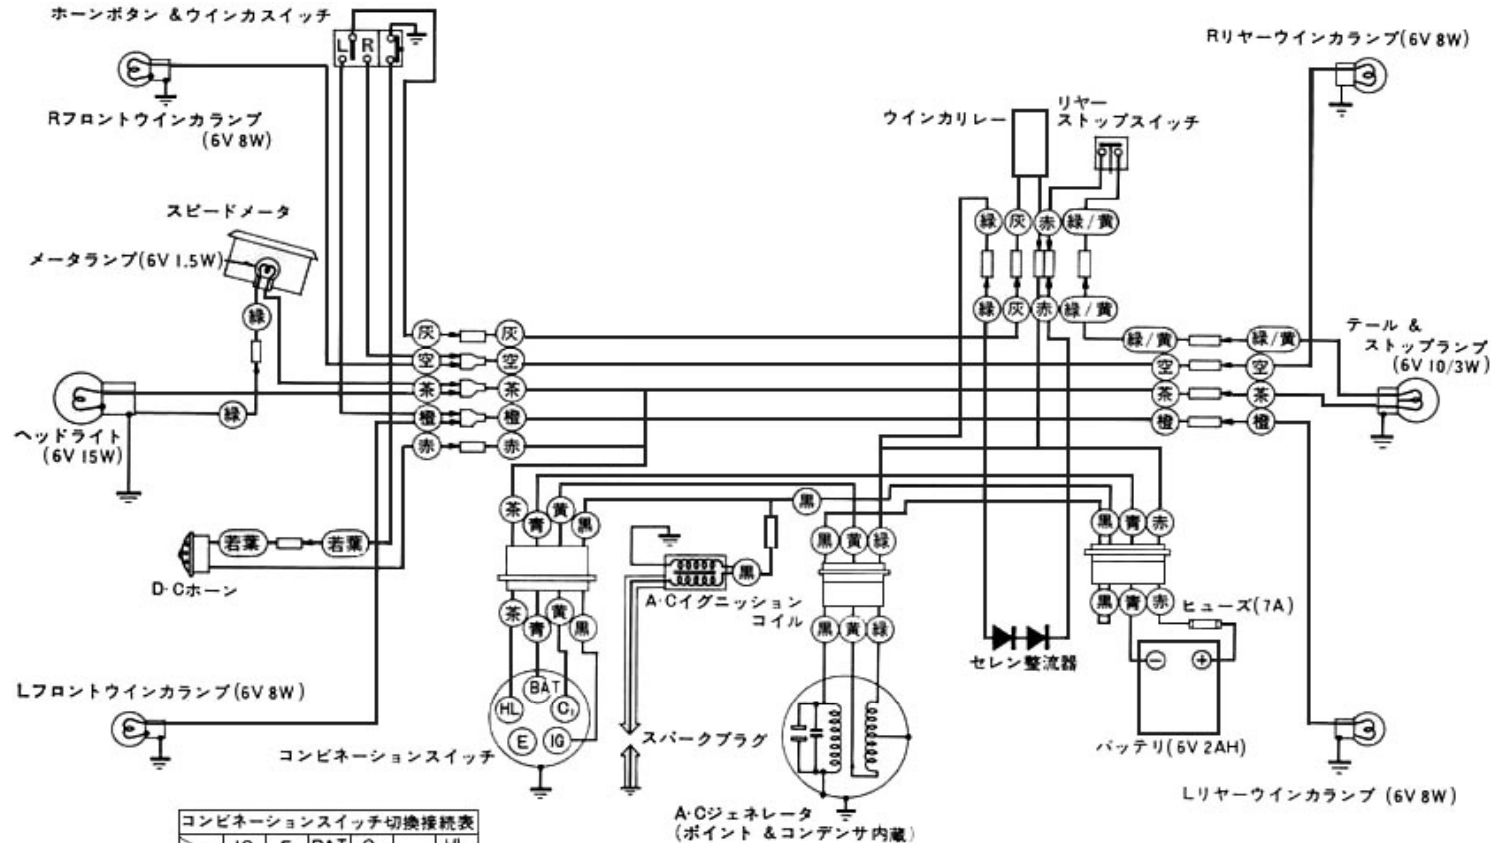 ホーンボタン &ウインカスイッチ
L R
Rフロントウインカランプ
(6V 8W)
スピードメータ
メータランプ(6V 1.5W)
緑
緑
ヘッドライト
(6V 15W)
若葉 若葉
D·Cホーン
Lフロントウインカランプ(6V 8W)
灰 灰
空 空
茶 茶
橙 橙
赤 赤
茶 青 黄 黒
茶 青 黄 黒
BAT
HL C₁
E IG
コンビネーションスイッチ
黒
黒
A·Cイグニッション
コイル
スパークプラグ
黒 黄 緑
黒 黄 緑
A·Cジェネレータ
(ポイント &コンデンサ内蔵)
ウインカリレー
リヤー
ストップスイッチ
緑 灰 赤 緑/黄
緑 灰 赤 緑/黄
セレン整流器
Rリヤーウインカランプ(6V 8W)
緑/黄 緑/黄
空 空
茶 茶
橙 橙
テール &
ストップランプ
(6V 10/3W)
黒 青 赤
黒 青 赤
ヒューズ(7A)
− +
バッテリ(6V 2AH)
Lリヤーウインカランプ (6V 8W)
コンビネーションスイッチ切換接続表